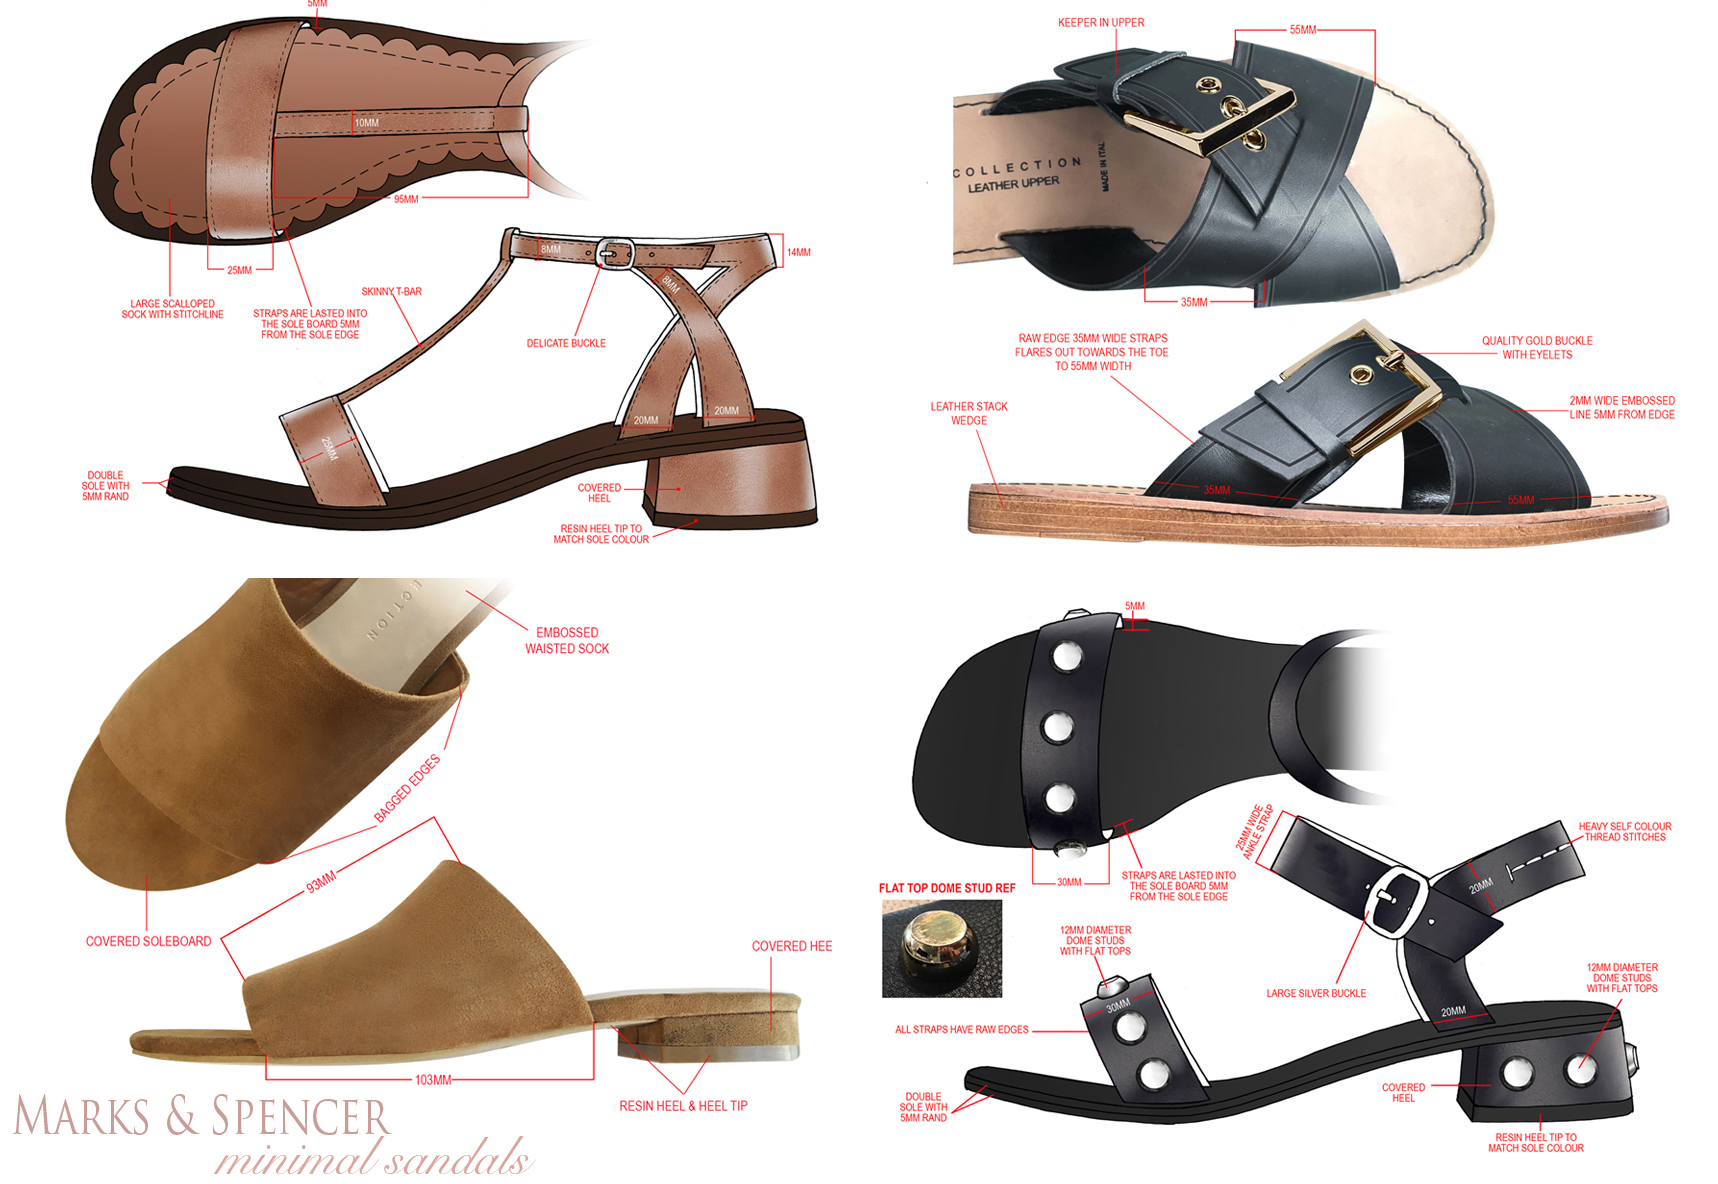 5MM
10MM
95MM
25MM
LARGE SCALLOPED
SOCK WITH STITCHLINE
STRAPS ARE LASTED INTO
THE SOLE BOARD 5MM
FROM THE SOLE EDGE
SKINNY T-BAR
8MM
14MM
8MM
DELICATE BUCKLE
25MM
20MM
20MM
DOUBLE
SOLE WITH
5MM RAND
COVERED
HEEL
RESIN HEEL TIP TO
MATCH SOLE COLOUR
KEEPER IN UPPER
55MM
COLLECTION
LEATHER UPPER
MADE IN ITAL
35MM
RAW EDGE 35MM WIDE STRAPS
FLARES OUT TOWARDS THE TOE
TO 55MM WIDTH
QUALITY GOLD BUCKLE
WITH EYELETS
2MM WIDE EMBOSSED
LINE 5MM FROM EDGE
LEATHER STACK
WEDGE
35MM
55MM
CTION
EMBOSSED
WAISTED SOCK
BAGGED EDGES
93MM
COVERED SOLEBOARD
COVERED HEE
103MM
RESIN HEEL & HEEL TIP
5MM
30MM
STRAPS ARE LASTED INTO
THE SOLE BOARD 5MM
FROM THE SOLE EDGE
FLAT TOP DOME STUD REF
25MM WIDE
ANKLE STRAP
HEAVY SELF COLOUR
THREAD STITCHES
20MM
12MM DIAMETER
DOME STUDS
WITH FLAT TOPS
LARGE SILVER BUCKLE
12MM DIAMETER
DOME STUDS
WITH FLAT TOPS
30MM
20MM
ALL STRAPS HAVE RAW EDGES
DOUBLE
SOLE WITH
5MM RAND
COVERED
HEEL
RESIN HEEL TIP TO
MATCH SOLE COLOUR
MARKS & SPENCER
minimal sandals